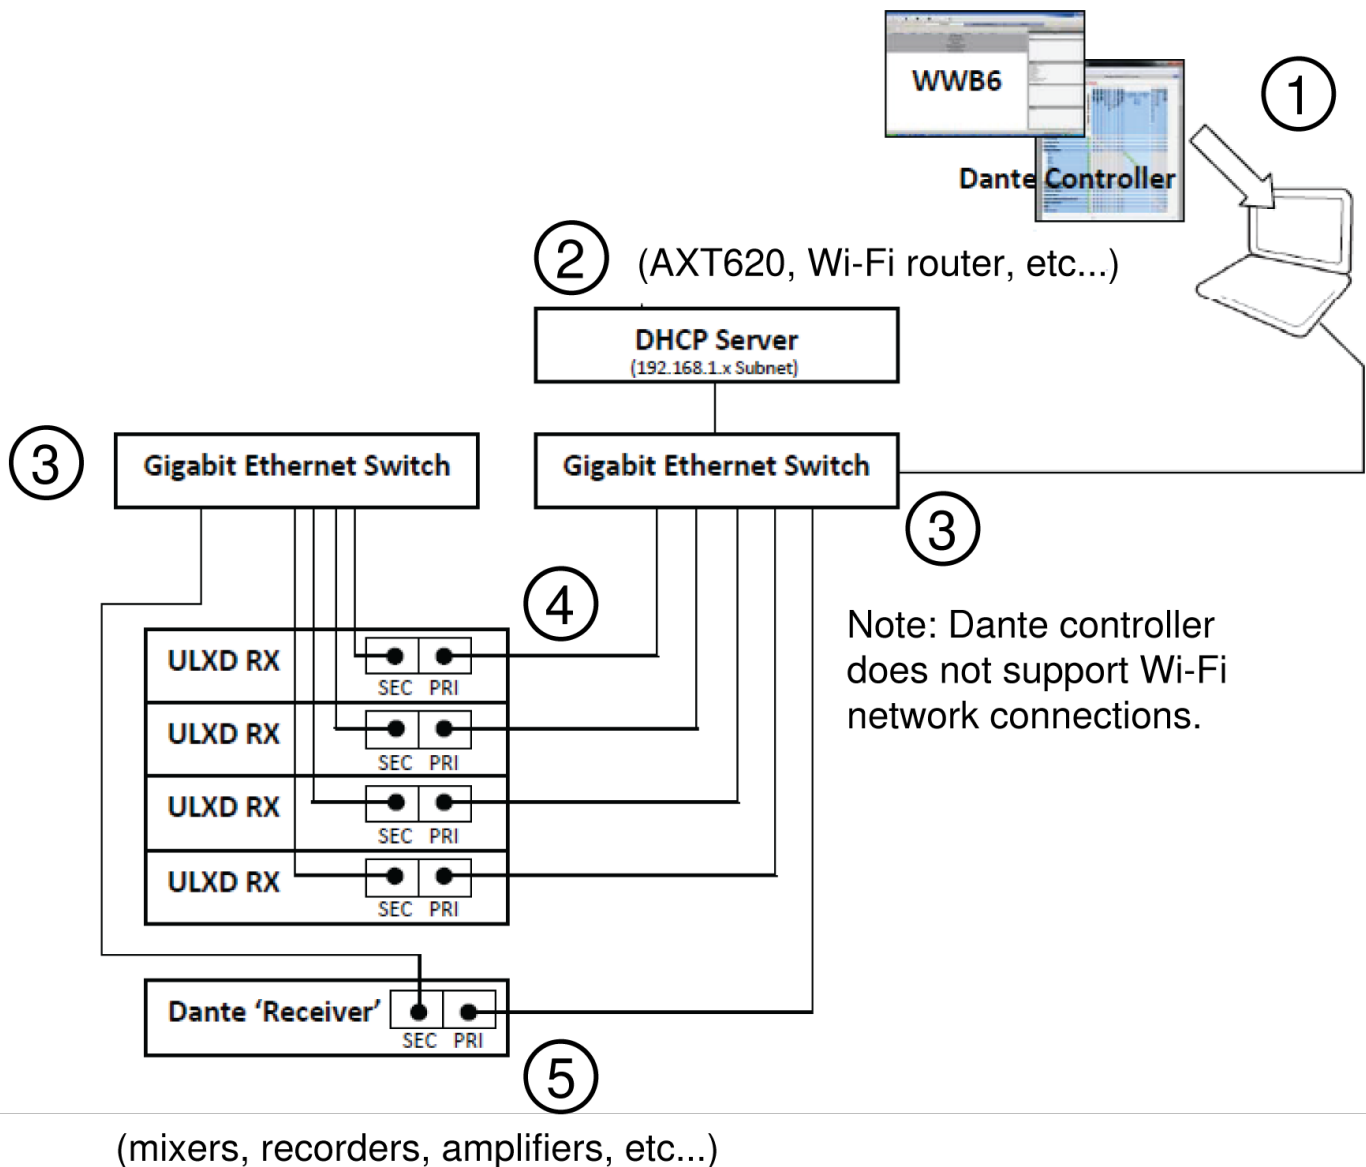 WWB6
1
Dante Controller
2
(AXT620, Wi-Fi router, etc...)
DHCP Server
(192.168.1.x Subnet)
3
Gigabit Ethernet Switch
Gigabit Ethernet Switch
3
4
Note: Dante controller
does not support Wi-Fi
network connections.
ULXD RX
SEC PRI
ULXD RX
SEC PRI
ULXD RX
SEC PRI
ULXD RX
SEC PRI
Dante ‘Receiver’
SEC PRI
5
(mixers, recorders, amplifiers, etc...)